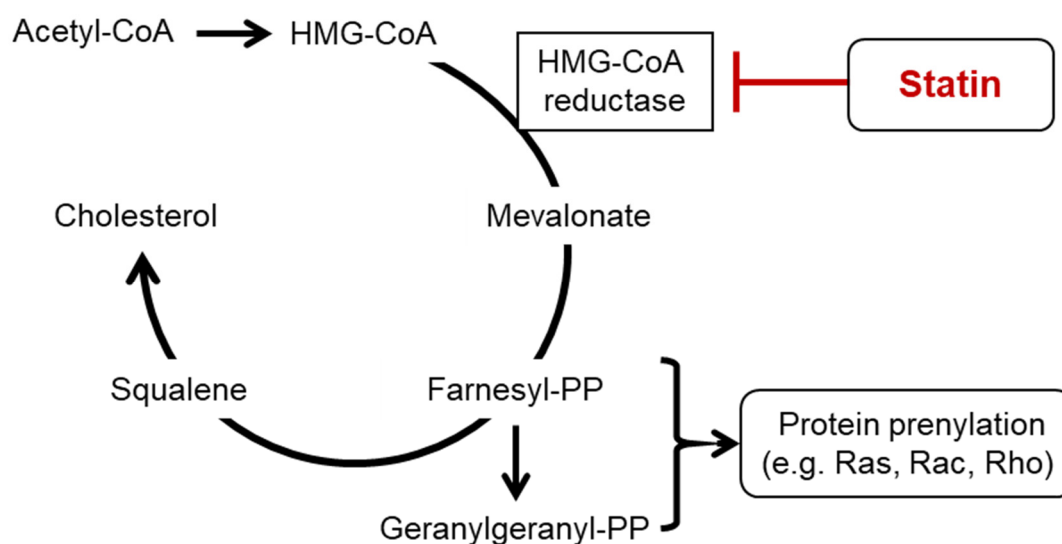 Acetyl-CoA
HMG-CoA
HMG-CoA
reductase
Statin
Cholesterol
Mevalonate
Squalene
Farnesyl-PP
Protein prenylation
(e.g. Ras, Rac, Rho)
Geranylgeranyl-PP